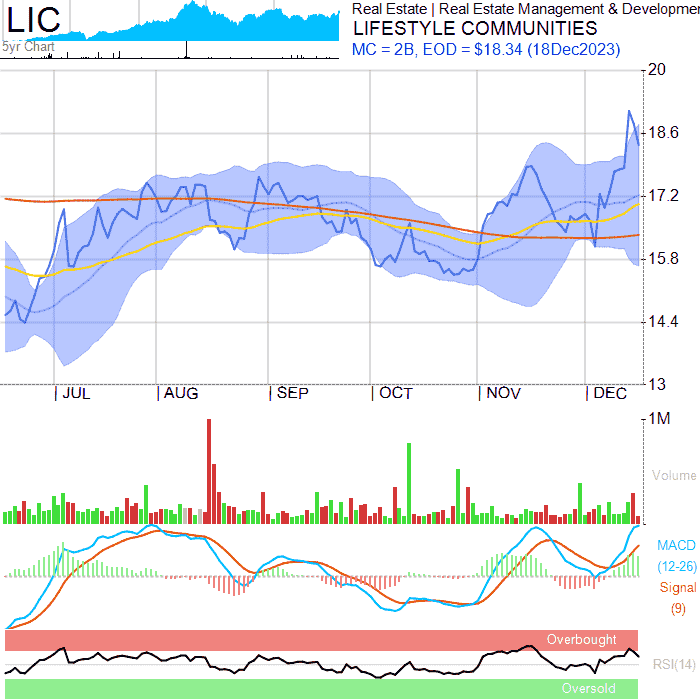 LIC
Real Estate | Real Estate Management & Developmen
LIFESTYLE COMMUNITIES
5yr Chart
MC = 2B, EOD = $18.34 (18Dec2023)
20
18.6
17.2
15.8
14.4
13
| JUL
| AUG
| SEP
| OCT
| NOV
| DEC
1M
Volume
MACD
(12-26)
Signal
(9)
Overbought
RSI(14)
Oversold